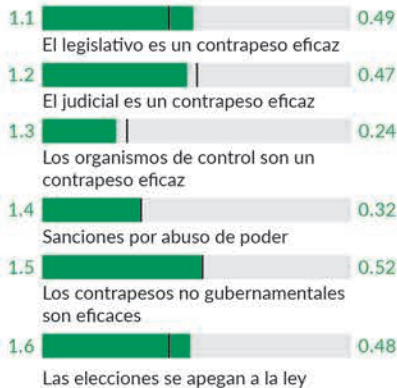 1.1 0.49
El legislativo es un contrapeso eficaz
1.2 0.47
El judicial es un contrapeso eficaz
1.3 0.24
Los organismos de control son un
contrapeso eficaz
1.4 0.32
Sanciones por abuso de poder
1.5 0.52
Los contrapesos no gubernamentales
son eficaces
1.6 0.48
Las elecciones se apegan a la ley